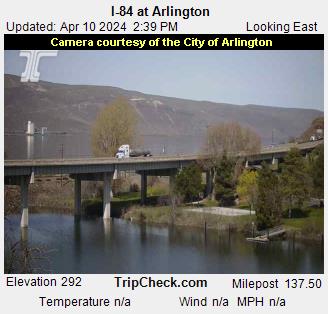 I-84 at Arlington
Updated: Apr 10 2024 2:39 PM Looking East
Camera courtesy of the City of Arlington
Elevation 292 TripCheck.com Milepost 137.50
Temperature n/a Wind n/a MPH n/a